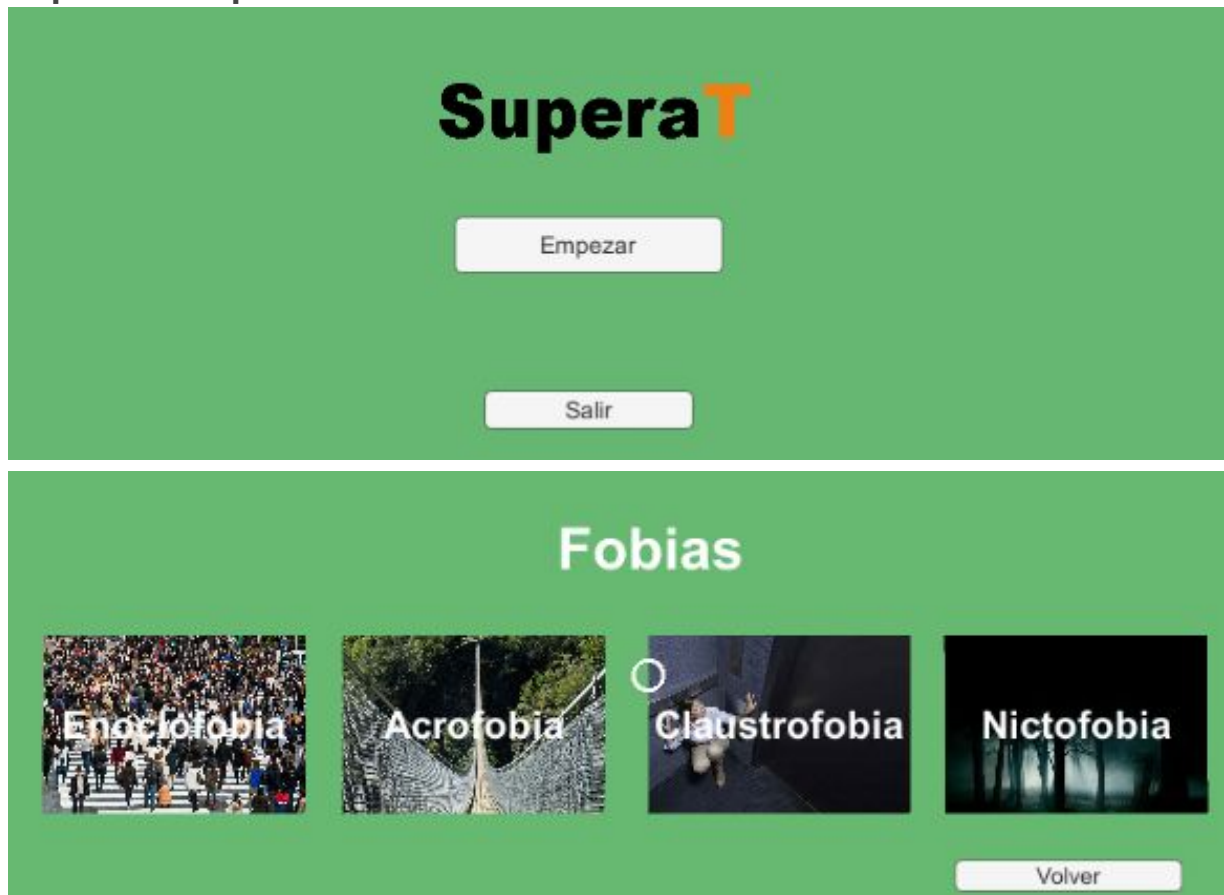 SuperaT
Empezar
Salir
Fobias
Enoclofobia
Acrofobia
Claustrofobia
Nictofobia
Volver